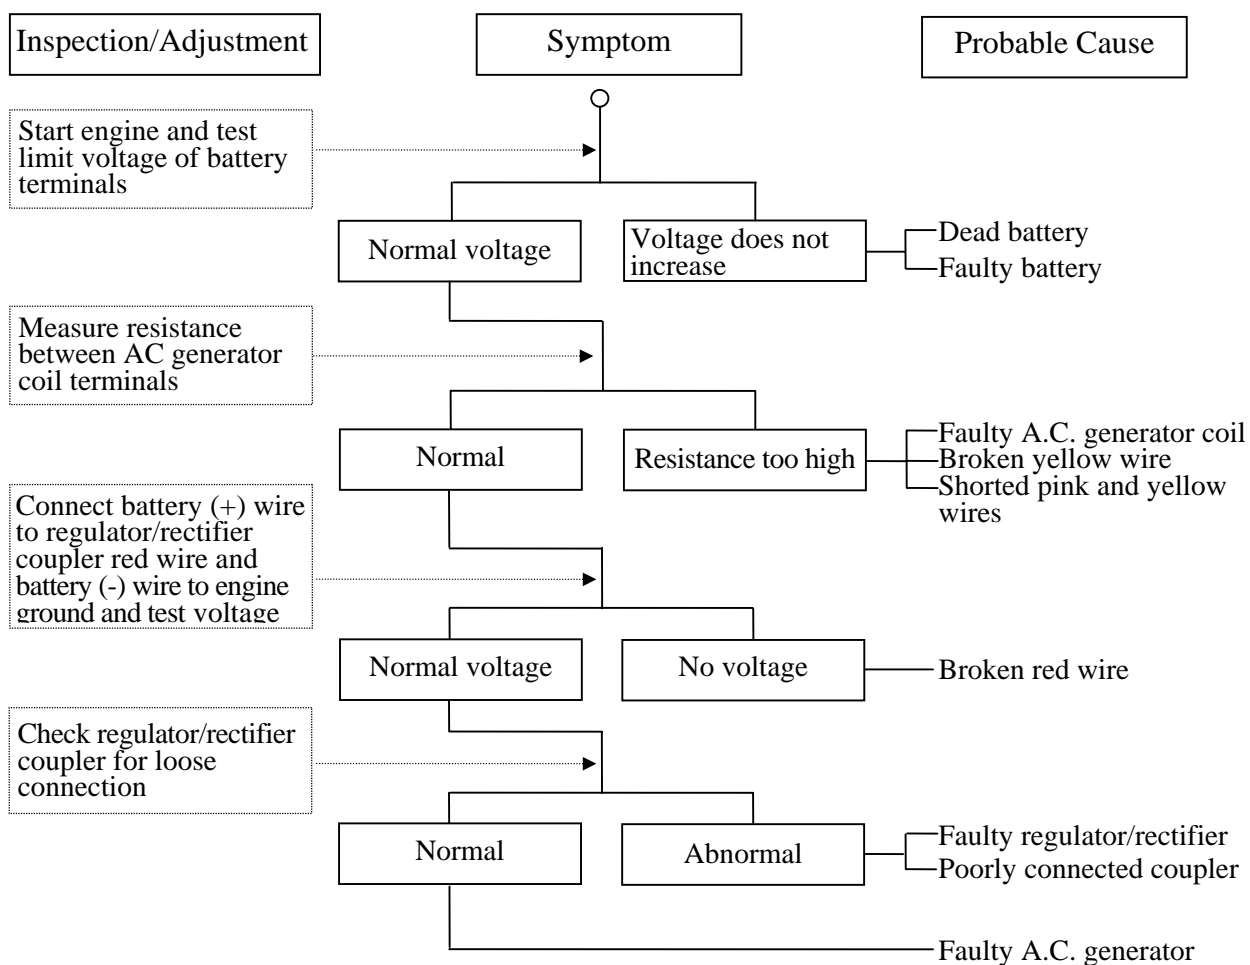 Inspection/Adjustment
Symptom
Probable Cause
Start engine and test
limit voltage of battery
terminals
Normal voltage
Voltage does not
increase
Dead battery
Faulty battery
Measure resistance
between AC generator
coil terminals
Normal
Resistance too high
Faulty A.C. generator coil
Broken yellow wire
Shorted pink and yellow
wires
Connect battery (+) wire
to regulator/rectifier
coupler red wire and
battery (-) wire to engine
ground and test voltage
Normal voltage
No voltage
Broken red wire
Check regulator/rectifier
coupler for loose
connection
Normal
Abnormal
Faulty regulator/rectifier
Poorly connected coupler
Faulty A.C. generator